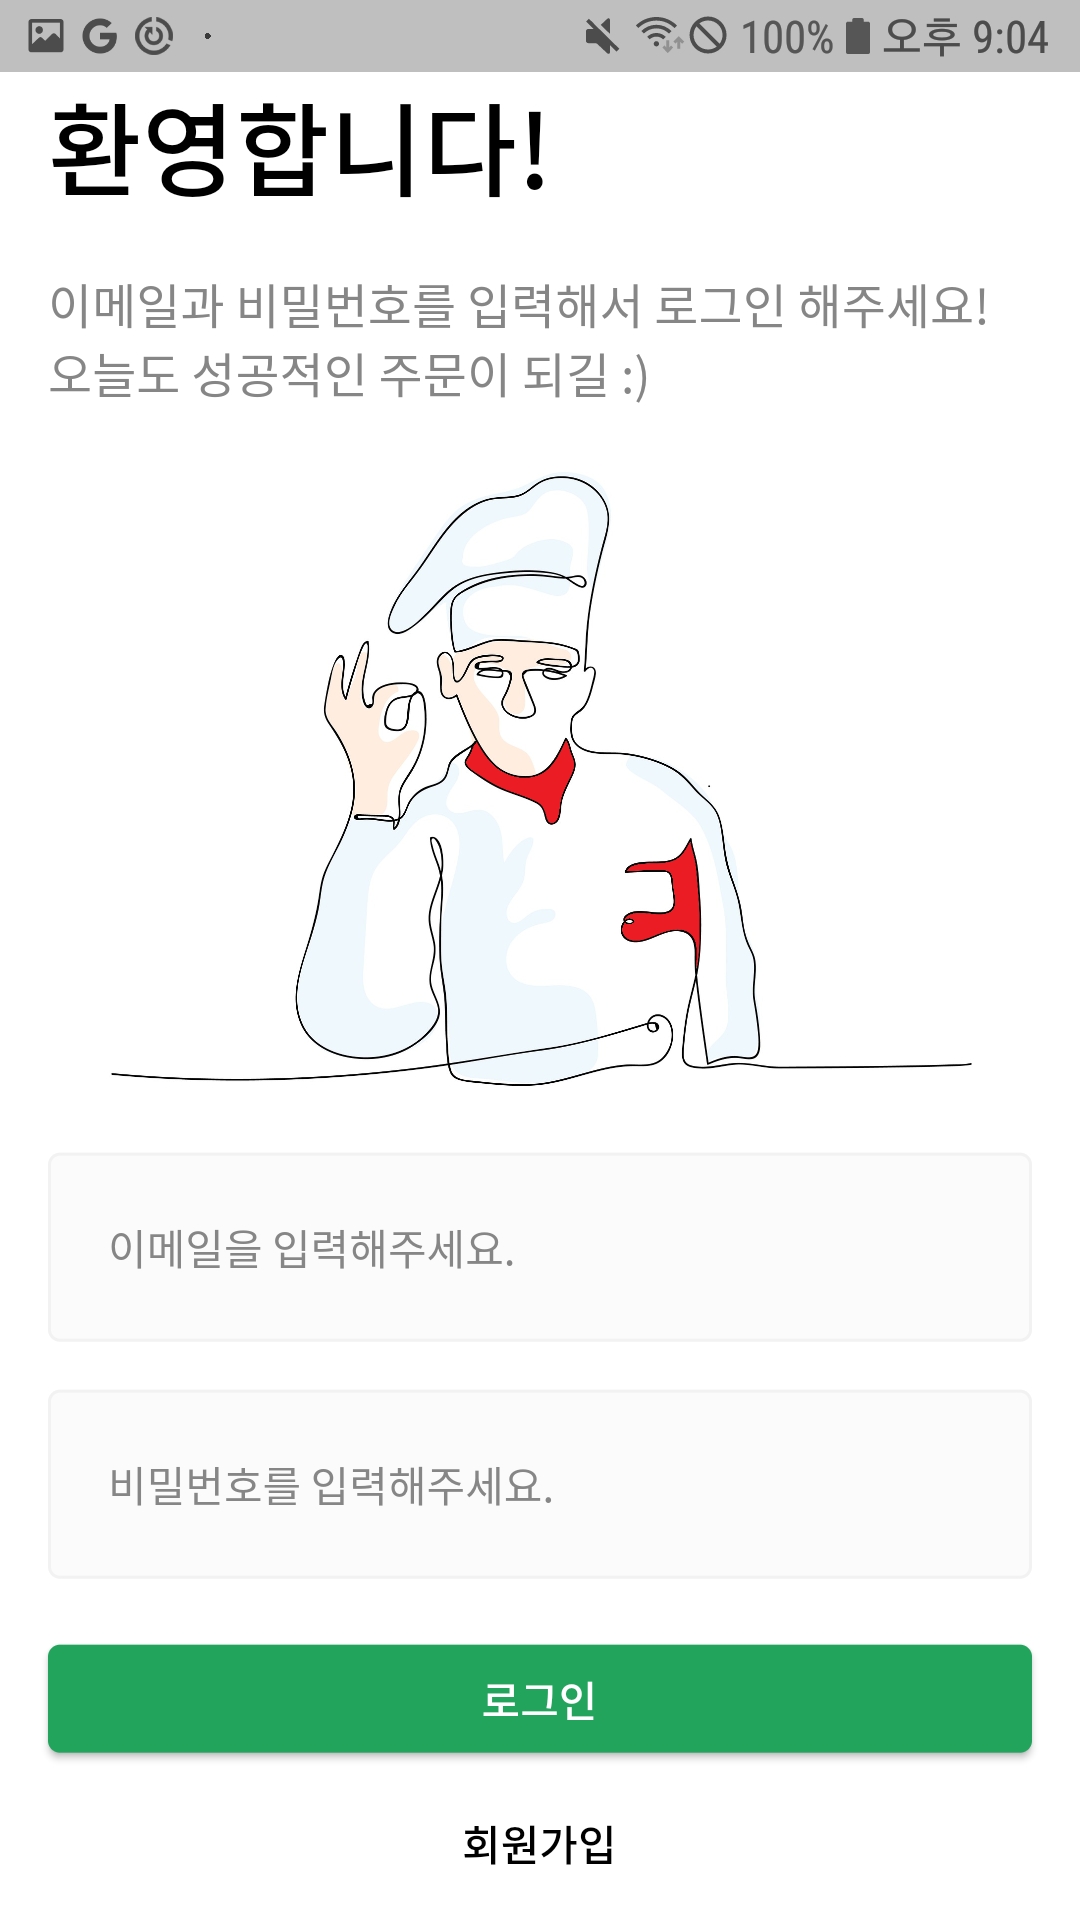 100% 오후 9:04
환영합니다!
이메일과 비밀번호를 입력해서 로그인 해주세요!
오늘도 성공적인 주문이 되길 :)
이메일을 입력해주세요.
비밀번호를 입력해주세요.
로그인
회원가입